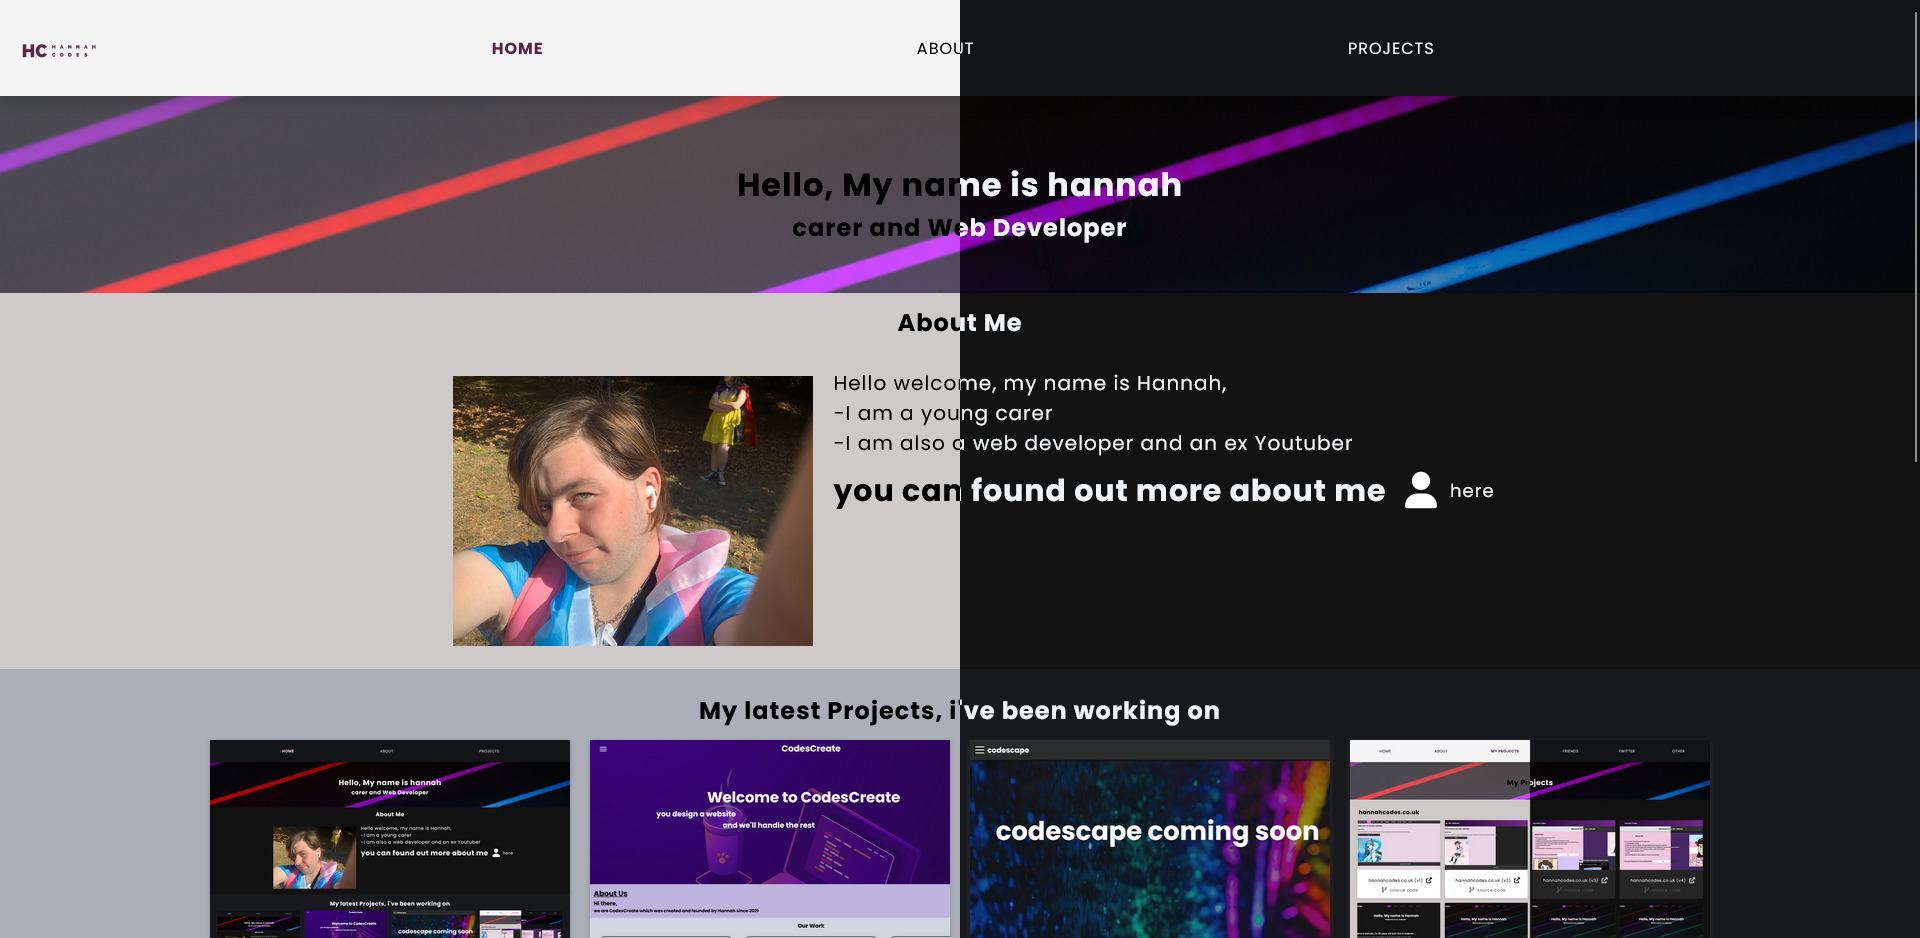 HC HANNAH
CODES
HOME
ABOUT
PROJECTS
Hello, My name is hannah
carer and Web Developer
About Me
Hello welcome, my name is Hannah,
-I am a young carer
-I am also a web developer and an ex Youtuber
you can found out more about me here
My latest Projects, i've been working on
HOME ABOUT PROJECTS
Hello, My name is hannah
carer and Web Developer
About Me
Hello welcome, my name is Hannah,
-I am a young carer
-I am also a web developer and an ex Youtuber
you can found out more about me here
My latest Projects, i've been working on
Welcome to CodesCreate
codescape coming soon
CodesCreate
Welcome to CodesCreate
you design a website
and we'll handle the rest
About Us
Hi there,
we are CodesCreate which was created and founded by Hannah since 2021
Our Work
codescape
codescape coming soon
HOME ABOUT MY PROJECTS FRIENDS TWITTER OTHER
My Projects
hannahcodes.co.uk
hannahcodes.co.uk (v1)
source code
hannahcodes.co.uk (v2)
source code
hannahcodes.co.uk (v3)
source code
hannahcodes.co.uk (v4)
source code
Hello, My name is Hannah
Hello, My name is Hannah
Hello, My name is Hannah
Hello, My name is Hannah